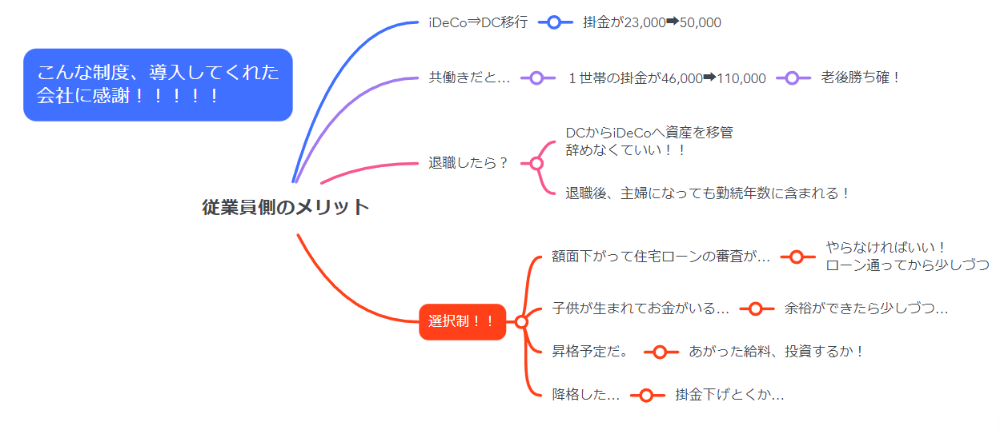 こんな制度、導入してくれた
会社に感謝！！！！！
従業員側のメリット
iDeCo⇒DC移行
掛金が23,000➡50,000
共働きだと…
１世帯の掛金が46,000➡110,000
老後勝ち確！
退職したら？
DCからiDeCoへ資産を移管
辞めなくていい！！
退職後、主婦になっても勤続年数に含まれる！
選択制！！
額面下がって住宅ローンの審査が…
やらなければいい！
ローン通ってから少しづつ
子供が生まれてお金がいる…
余裕ができたら少しづつ…
昇格予定だ。
あがった給料、投資するか！
降格した…
掛金下げとくか…